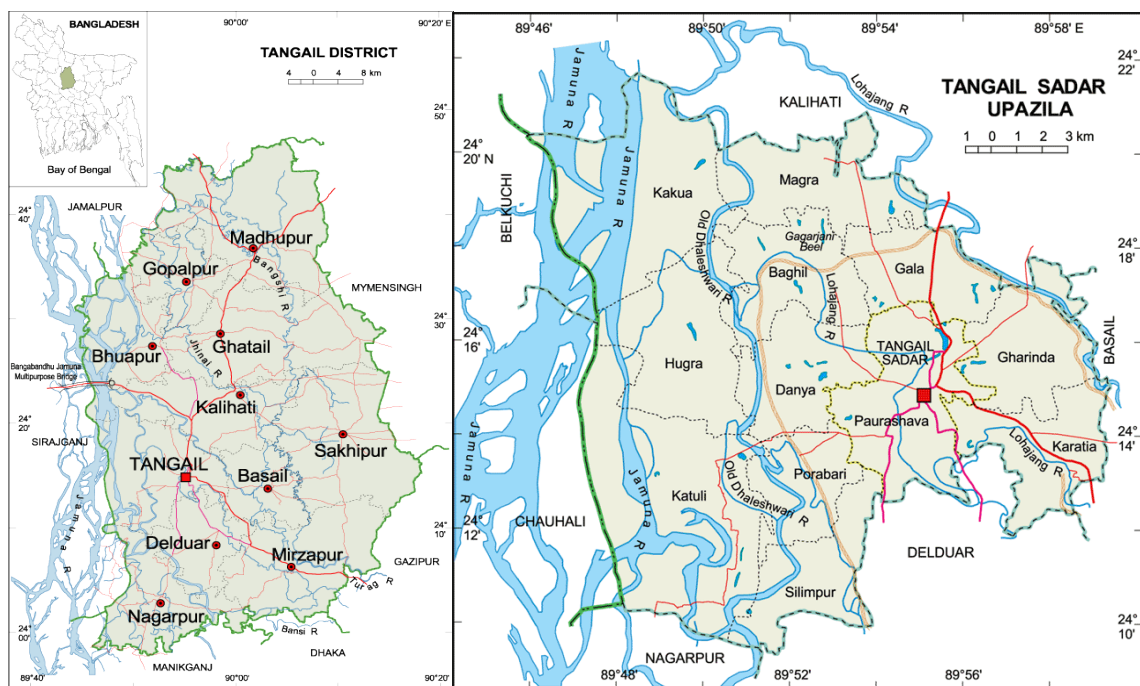 BANGLADESH
Bay of Bengal
TANGAIL DISTRICT
4 0 4 8 km
90°00'
90°20'
24°
50'
24°
40'
24°
30'
24°
20'
24°
10'
24°
00'
89°40'
90°00'
90°20'
JAMALPUR
MYMENSINGH
SIRAJGANJ
GAZIPUR
DHAKA
MANIKGANJ
Madhupur
Gopalpur
Bangshi R
Ghatail
Bhuapur
Jhinai R
Bangabandhu Jamuna
Multipurpose Bridge
Kalihati
Sakhipur
TANGAIL
Basail
Jamuna R
Delduar
Mirzapur
Turag R
Nagarpur
Bansi R
TANGAIL SADAR
UPAZILA
1 0 1 2 3 km
89°46'
89°50'
89°54'
89°58'
24°
22'
24°
20' N
24°
18'
24°
16'
24°
14'
24°
12'
24°
10'
89°48'
89°52'
89°56'
KALIHATI
Lohajang R
Jamuna R
Jamuna R
BELKUCHI
Kakua
Magra
Old Dhaleshwari R
Gagarjani
Beel
Baghil
Gala
Lohajang R
TANGAIL
SADAR
Gharinda
BASAIL
Hugra
Danya
Paurashava
Karatia
Lohajang R
Porabari
Katuli
Old Dhaleshwari R
Jamuna R
Jamuna R
CHAUHALI
DELDUAR
Silimpur
NAGARPUR